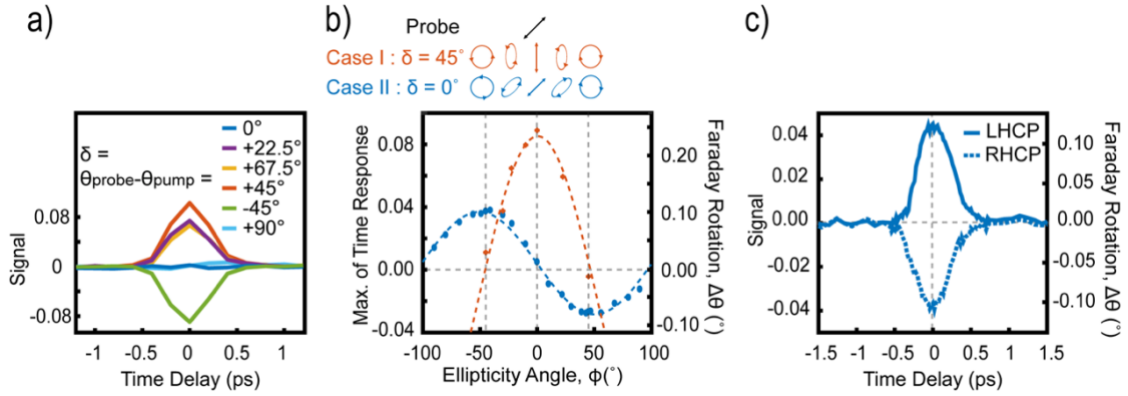 a)
δ =
θprobe-θpump =
0°
+22.5°
+67.5°
+45°
-45°
+90°
Signal
0.08
0
-0.08
-1
-0.5
0
0.5
1
Time Delay (ps)
b)
Probe
Case I : δ = 45°
Case II : δ = 0°
Max. of Time Response
0.08
0.04
0.00
-0.04
Faraday Rotation, Δθ (°)
0.20
0.10
0.00
-0.10
-100
-50
0
50
100
Ellipticity Angle, ϕ(°)
c)
LHCP
RHCP
Signal
0.04
0.02
0.00
-0.02
-0.04
Faraday Rotation, Δθ (°)
0.10
0.05
0.00
-0.05
-0.10
-1.5
-1.0
-0.5
0
0.5
1.0
1.5
Time Delay (ps)